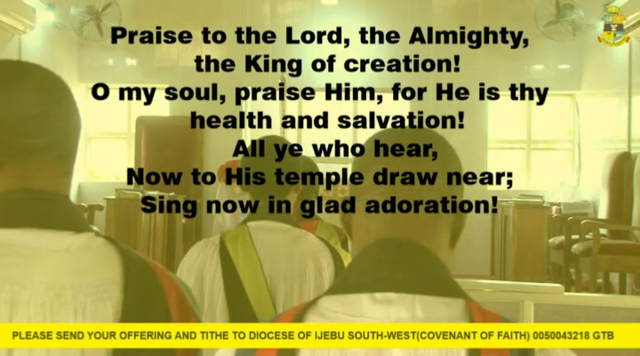 Praise to the Lord, the Almighty,
the King of creation!
O my soul, praise Him, for He is thy
health and salvation!
All ye who hear,
Now to His temple draw near;
Sing now in glad adoration!
PLEASE SEND YOUR OFFERING AND TITHE TO DIOCESE OF IJEBU SOUTH-WEST(COVENANT OF FAITH) 0050043218 GTB